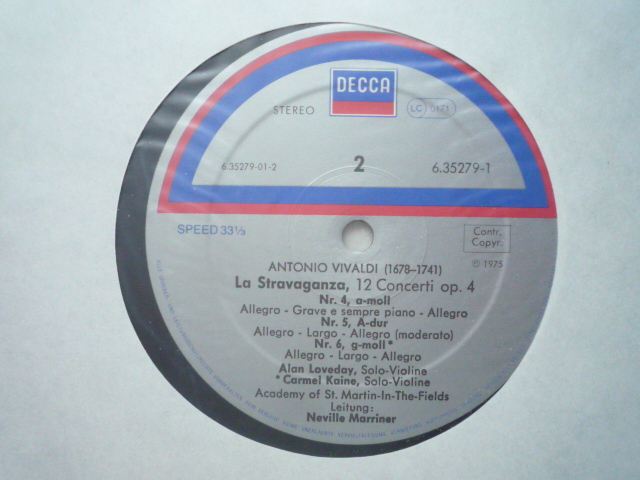 DECCA
STEREO
LC 0171
6.35279-01-2
2
6.35279-1
SPEED 33⅓
Contr.
Copyr.
ANTONIO VIVALDI (1678–1741)
℗ 1975
La Stravaganza, 12 Concerti op. 4
Nr. 4, a-moll
Allegro - Grave e sempre piano - Allegro
Nr. 5, A-dur
Allegro - Largo - Allegro (moderato)
Nr. 6, g-moll*
Allegro - Largo - Allegro
Alan Loveday, Solo-Violine
*Carmel Kaine, Solo-Violine
Academy of St. Martin-In-The-Fields
Leitung:
Neville Marriner